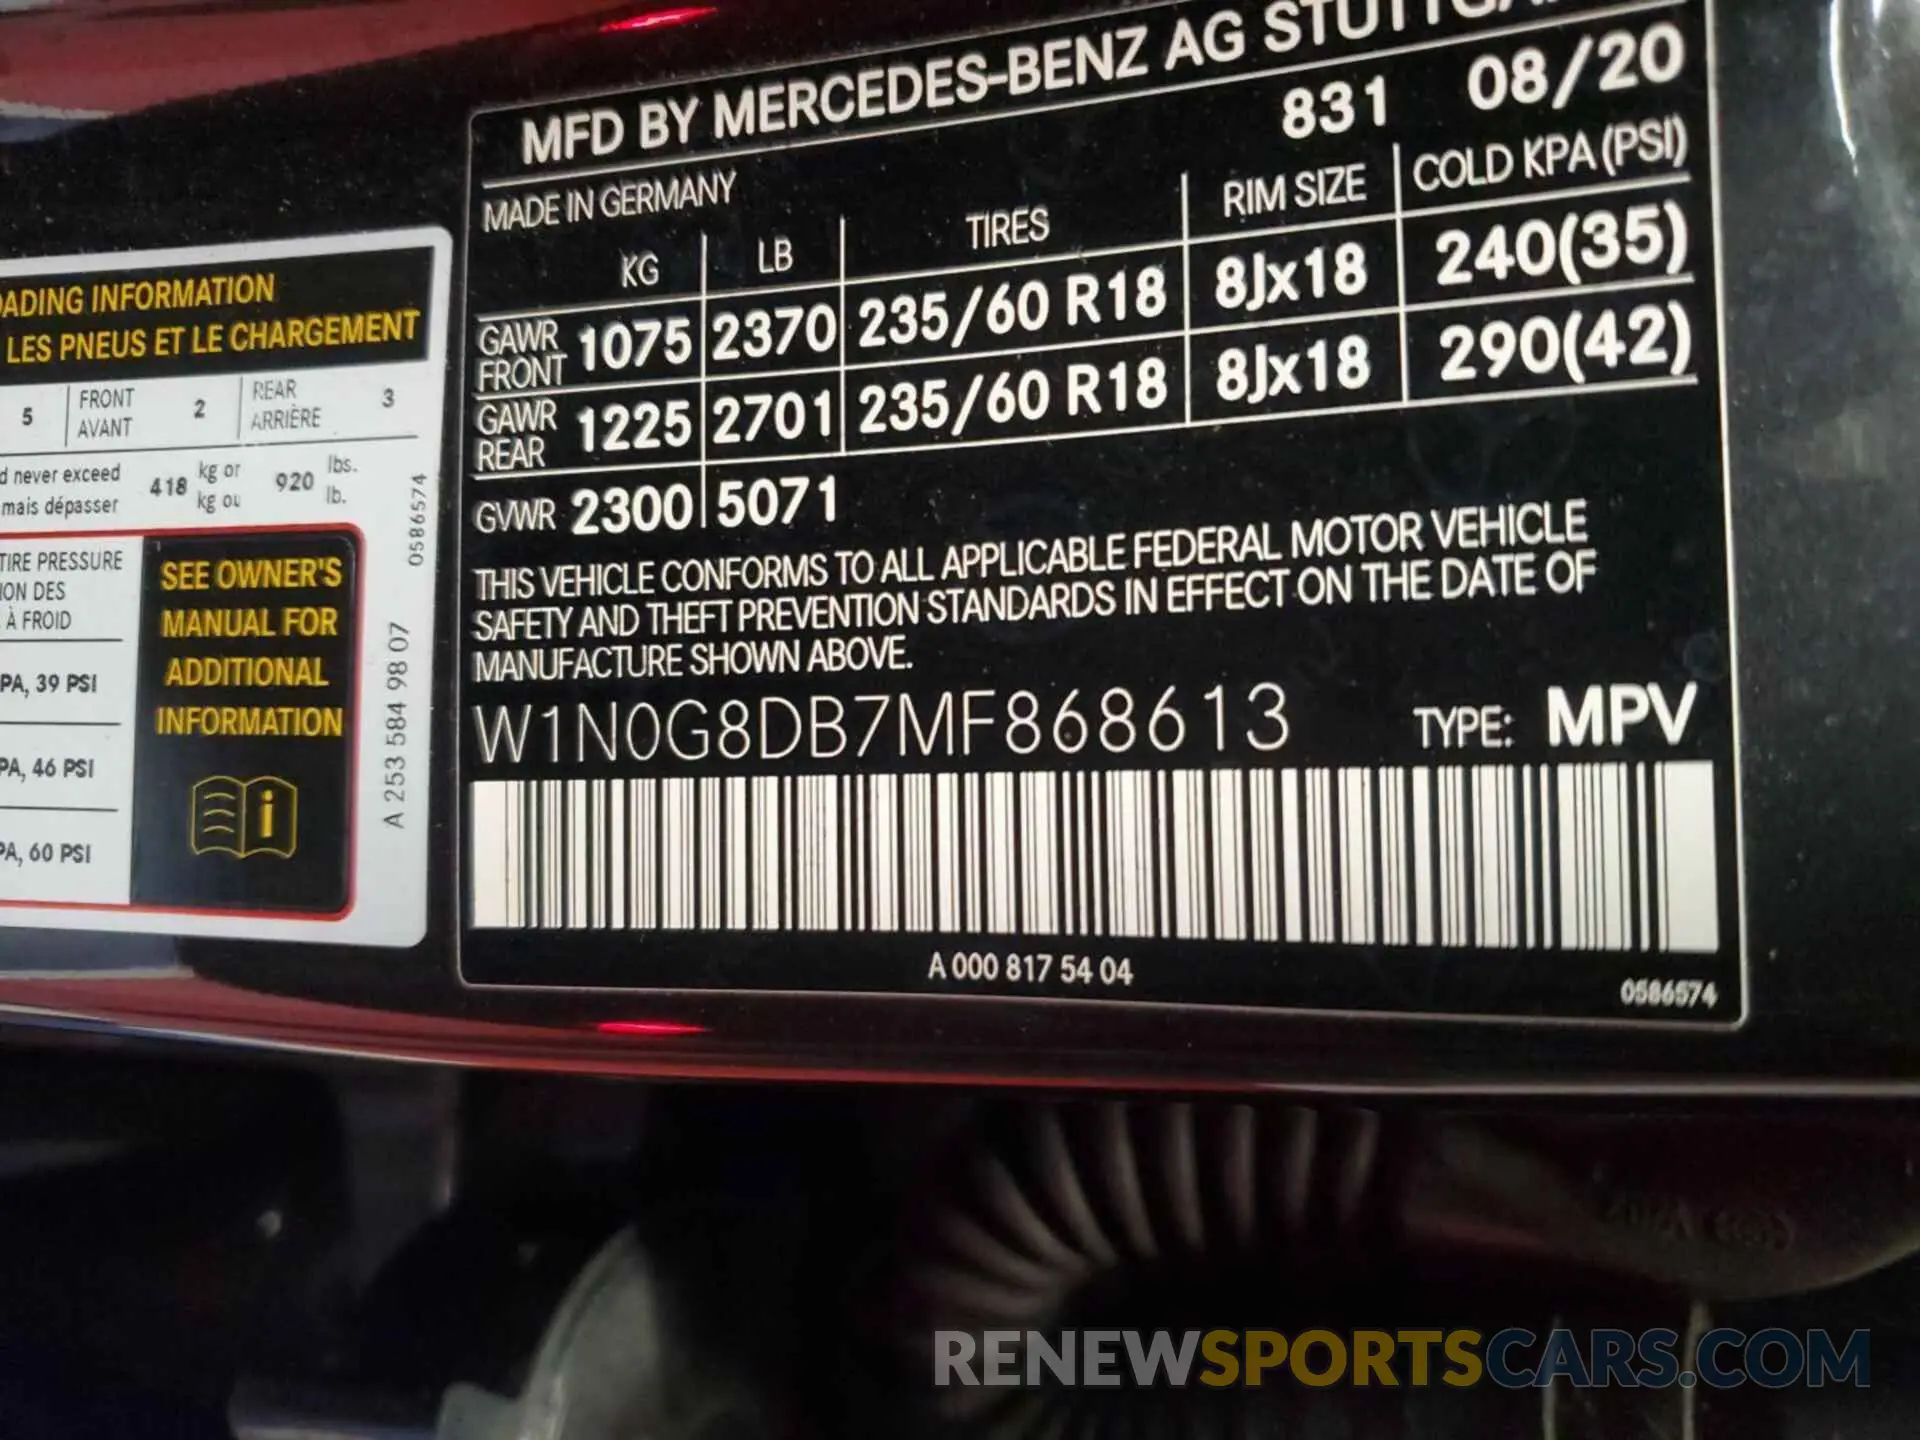 MFD BY MERCEDES-BENZ AG
831 08/20
MADE IN GERMANY
KG LB TIRES RIM SIZE COLD KPA (PSI)
GAWR FRONT 1075 2370 235/60 R18 8Jx18 240(35)
GAWR REAR 1225 2701 235/60 R18 8Jx18 290(42)
GVWR 2300 5071
THIS VEHICLE CONFORMS TO ALL APPLICABLE FEDERAL MOTOR VEHICLE
SAFETY AND THEFT PREVENTION STANDARDS IN EFFECT ON THE DATE OF
MANUFACTURE SHOWN ABOVE.
W1N0G8DB7MF868613 TYPE: MPV
A 000 817 54 04
0586574
INFORMATION
LES PNEUS ET LE CHARGEMENT
5 FRONT AVANT 2 REAR ARRIÈRE 3
never exceed 418 kg or 920 lbs.
mais dépasser kg ou lb.
TIRE PRESSURE
DES
À FROID
39 PSI
46 PSI
60 PSI
SEE OWNER'S
MANUAL FOR
ADDITIONAL
INFORMATION
i
A 253 584 98 07
0586574
RENEWSPORTSCARS.COM